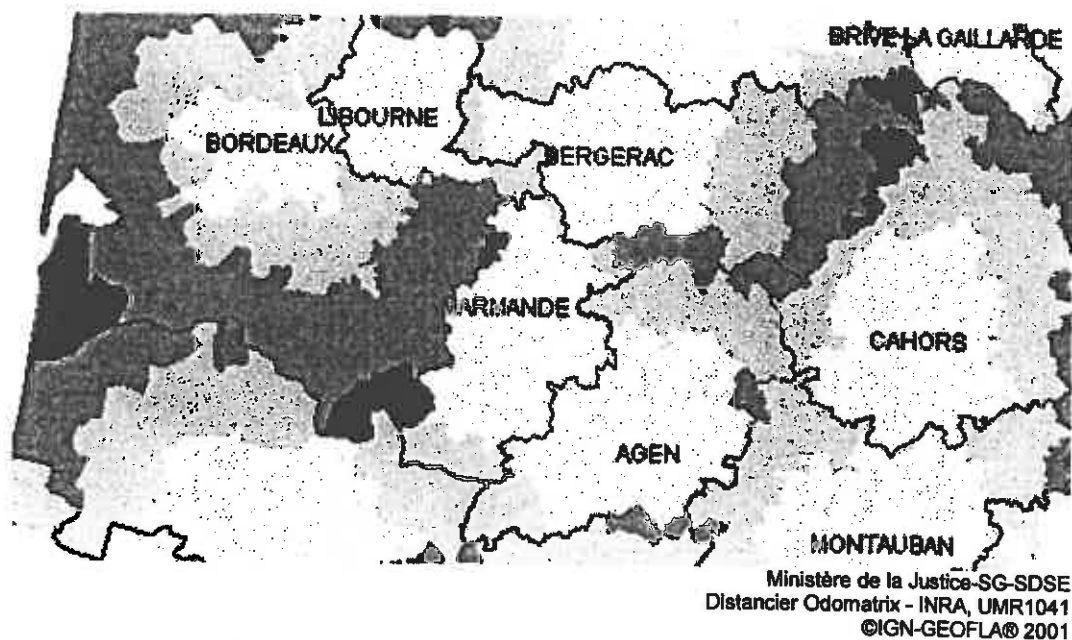 BRIVE LA GAILLARDE
LIBOURNE
BORDEAUX
BERGERAC
MARMANDE
CAHORS
AGEN
MONTAUBAN
Ministère de la Justice-SG-SDSE
Distancier Odomatrix - INRA, UMR1041
©IGN-GEOFLA® 2001